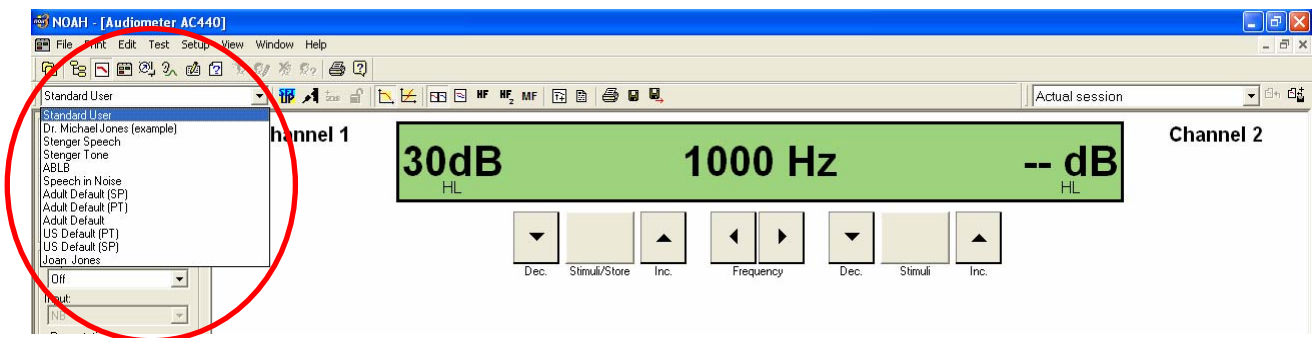 NOAH - [Audiometer AC440]
File Print Edit Test Setup View Window Help
Standard User
HF HF2 MF
Actual session
Standard User
Dr. Michael Jones (example)
Stenger Speech
Stenger Tone
ABLB
Speech in Noise
Adult Default (SP)
Adult Default (PT)
Adult Default
US Default (PT)
US Default (SP)
Joan Jones
Off
Input:
NB
hannel 1
30dB
HL
1000 Hz
-- dB
HL
Channel 2
Dec. Stimuli/Store Inc. Frequency Dec. Stimuli Inc.